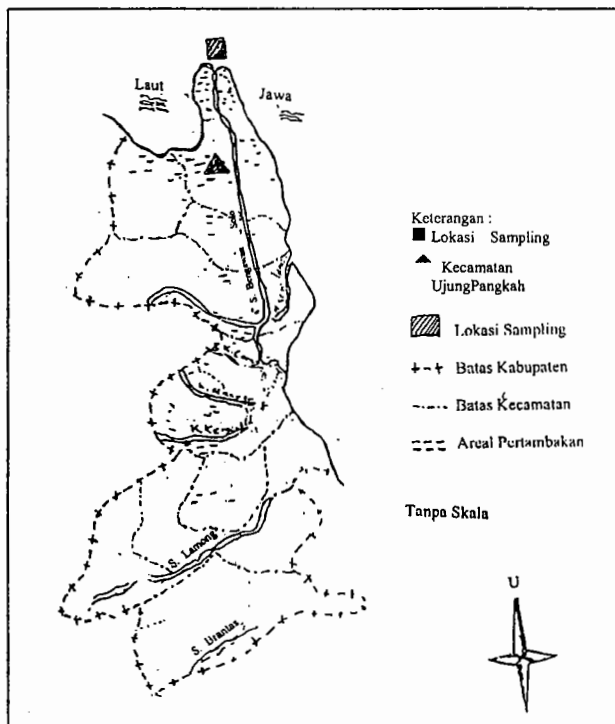 Laut
Jawa
Keterangan :
Lokasi Sampling
Kecamatan
UjungPangkah
Lokasi Sampling
Batas Kabupaten
Batas Kecamatan
Areal Pertambakan
Tanpa Skala
U
S. Lamong
S. Brantas